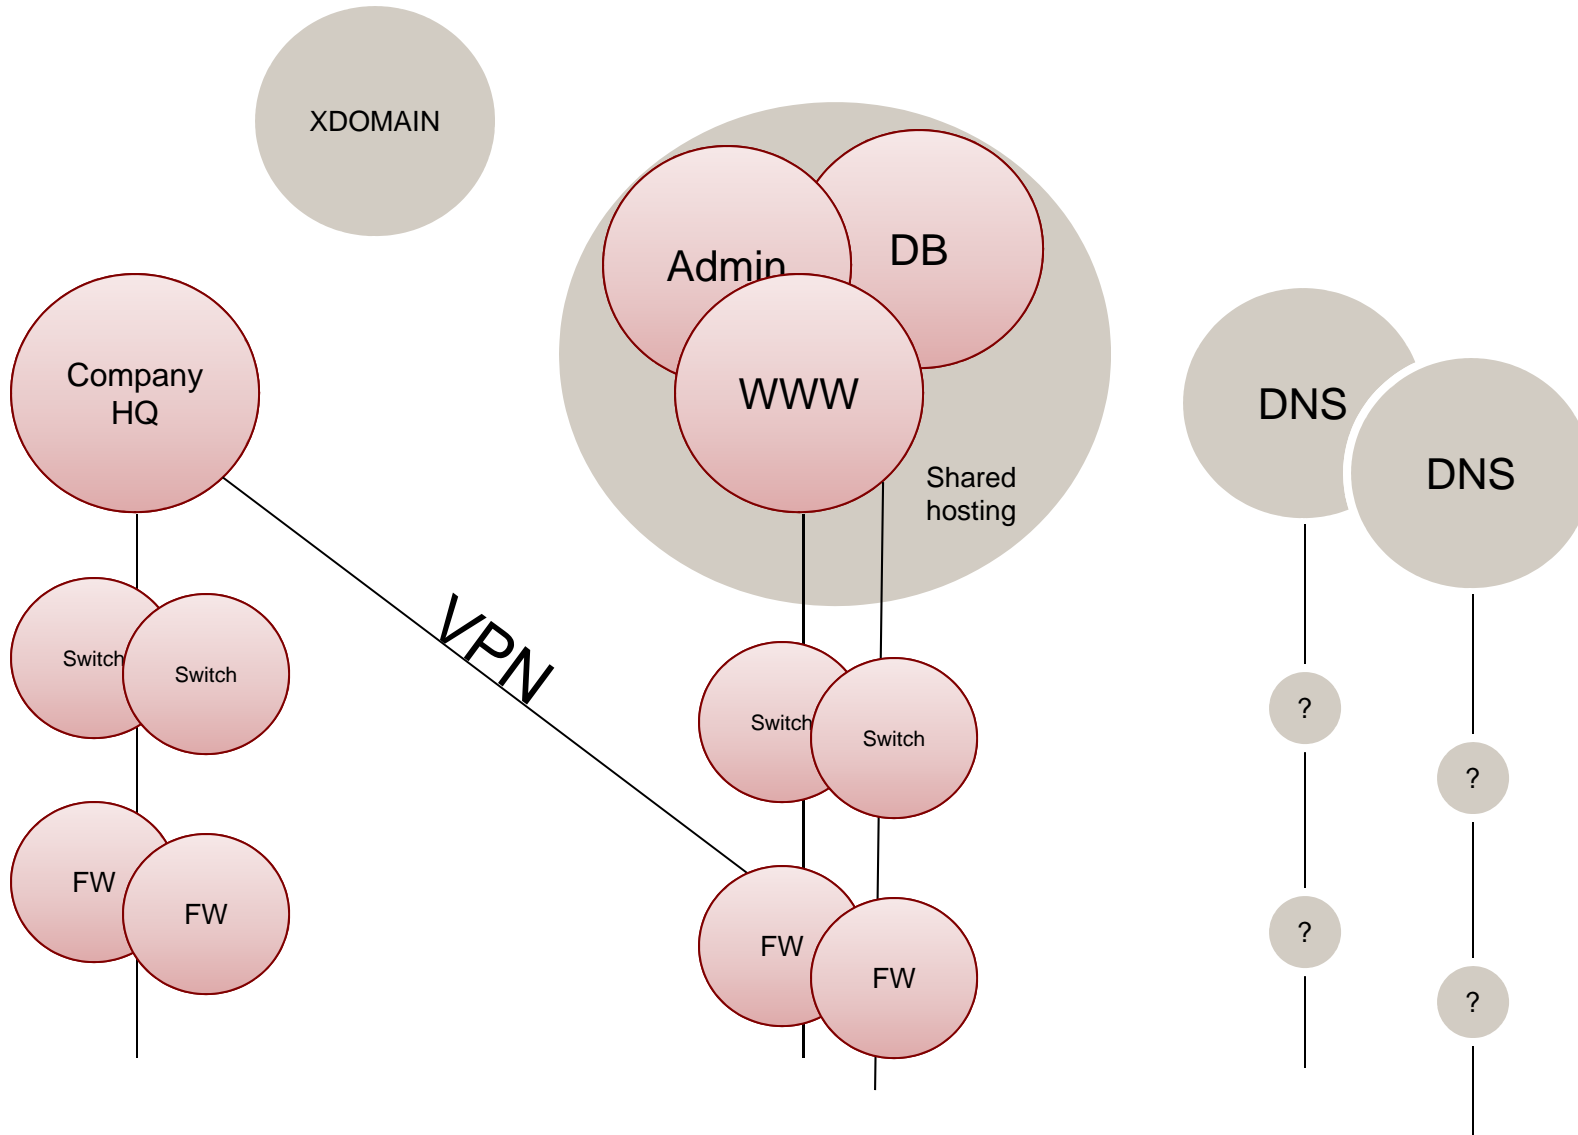 XDOMAIN
Admin
DB
WWW
Shared
hosting
Company
HQ
DNS
DNS
VPN
Switch
Switch
Switch
Switch
FW
FW
FW
FW
?
?
?
?